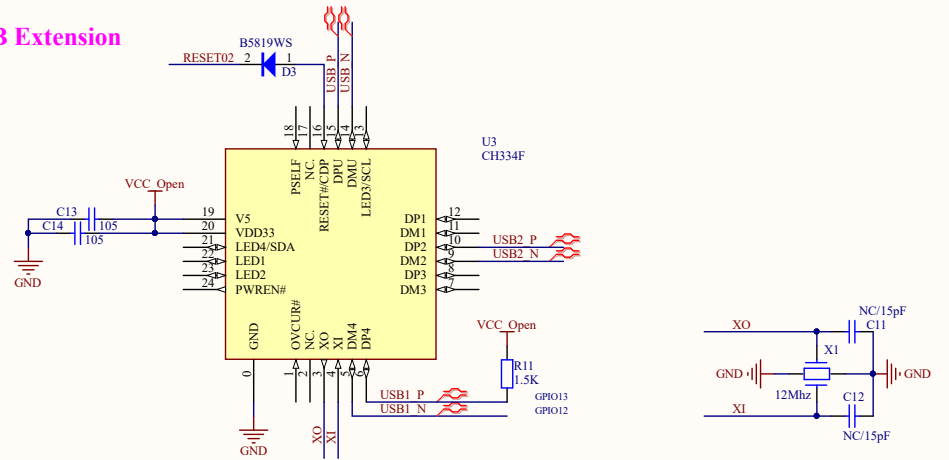 B Extension
B5819WS
RESET02 2 1
D3
USB_P
USB_N
18
17
16
15
14
13
U3
CH334F
PSELF
NC.
RESET#/CDP
DPU
DMU
LED3/SCL
VCC_Open
C13
105
C14
105
GND
19 V5
20 VDD33
21 LED4/SDA
22 LED1
23 LED2
24 PWREN#
DP1 12
DM1 11
DP2 10 USB2_P
DM2 9 USB2_N
DP3 8
DM3 7
GND
OVCUR#
NC.
XO
XI
DM4
DP4
0
1
2
3
4
5
6
VCC_Open
R11
1.5K
USB1_P GPIO13
USB1_N GPIO12
XO
XI
GND
NC/15pF
XO C11
X1
GND GND
12Mhz
C12
XI
NC/15pF